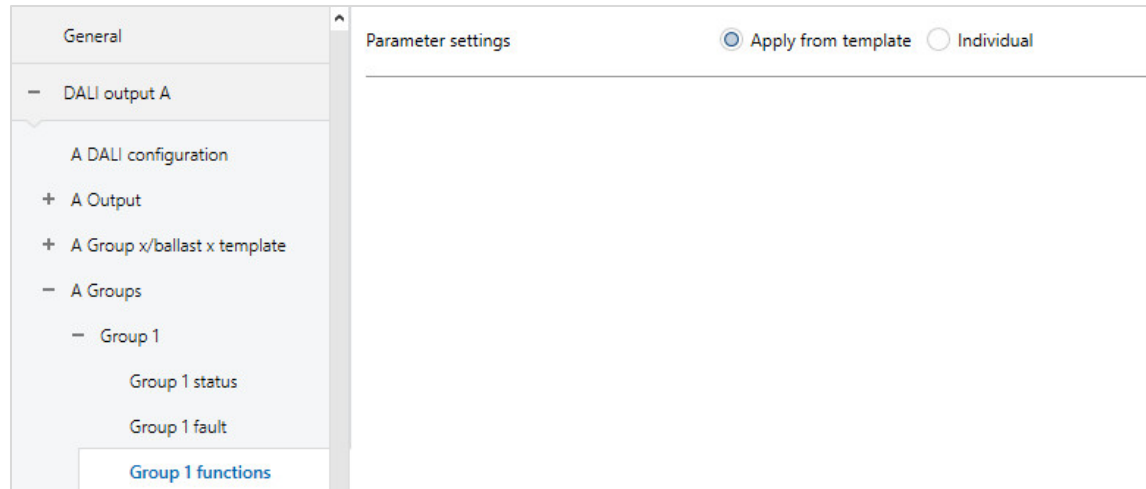 General
Parameter settings
Apply from template
Individual
DALI output A
A DALI configuration
A Output
A Group x/ballast x template
A Groups
Group 1
Group 1 status
Group 1 fault
Group 1 functions